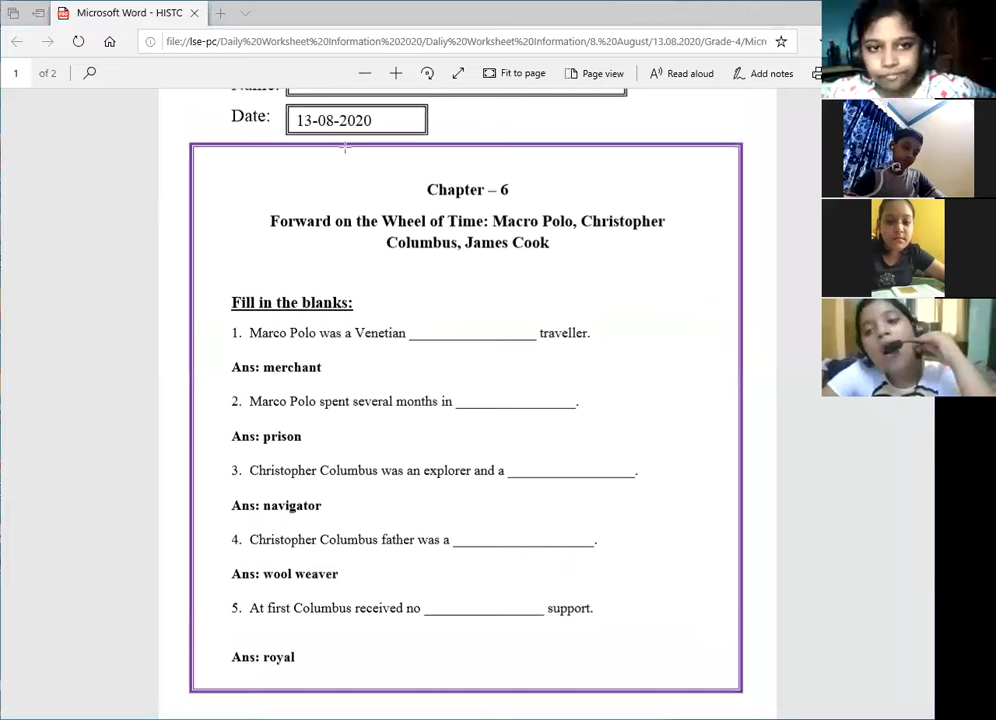 Microsoft Word - HISTC
file://lse-pc/Daily%20Worksheet%20Information%202020/Daliy%20Worksheet%20Information/8.%20August/13.08.2020/Grade-4/Micro
1 of 2
Fit to page
Page view
Read aloud
Add notes
Name:
Date: 13-08-2020
Chapter – 6
Forward on the Wheel of Time: Macro Polo, Christopher
Columbus, James Cook
Fill in the blanks:
1. Marco Polo was a Venetian _________________ traveller.
Ans: merchant
2. Marco Polo spent several months in ________________.
Ans: prison
3. Christopher Columbus was an explorer and a _________________.
Ans: navigator
4. Christopher Columbus father was a ___________________.
Ans: wool weaver
5. At first Columbus received no ________________ support.
Ans: royal